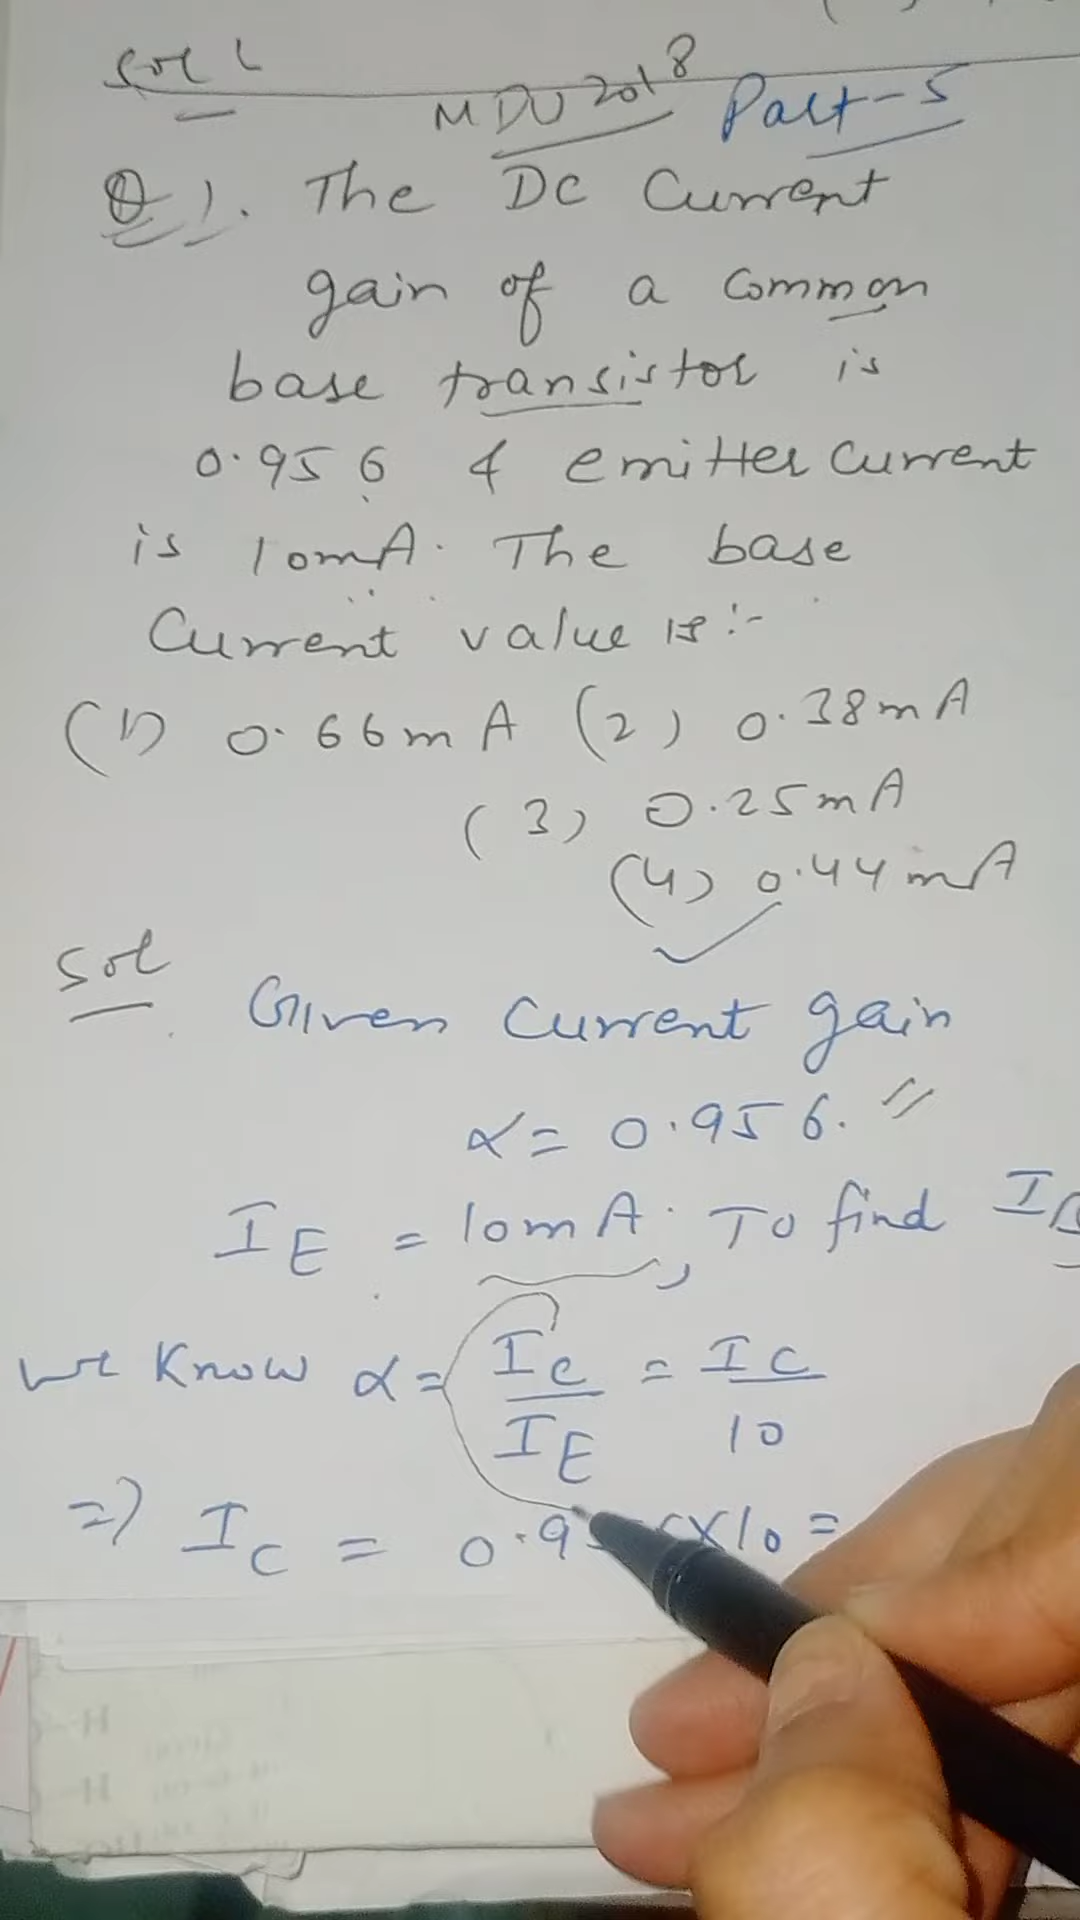 Sol
MDU 2018 Part-5
Q 1. The DC Current
gain of a common
base transistor is
0.956 & emitter current
is 10mA. The base
Current value is :-
(1) 0.66mA (2) 0.38mA
(3) 0.25mA
(4) 0.44mA
Sol
Given Current gain
α = 0.956.
IE = 10mA; To find
we know α = IC/IE = IC/10
=> IC = 0.9 x10 =